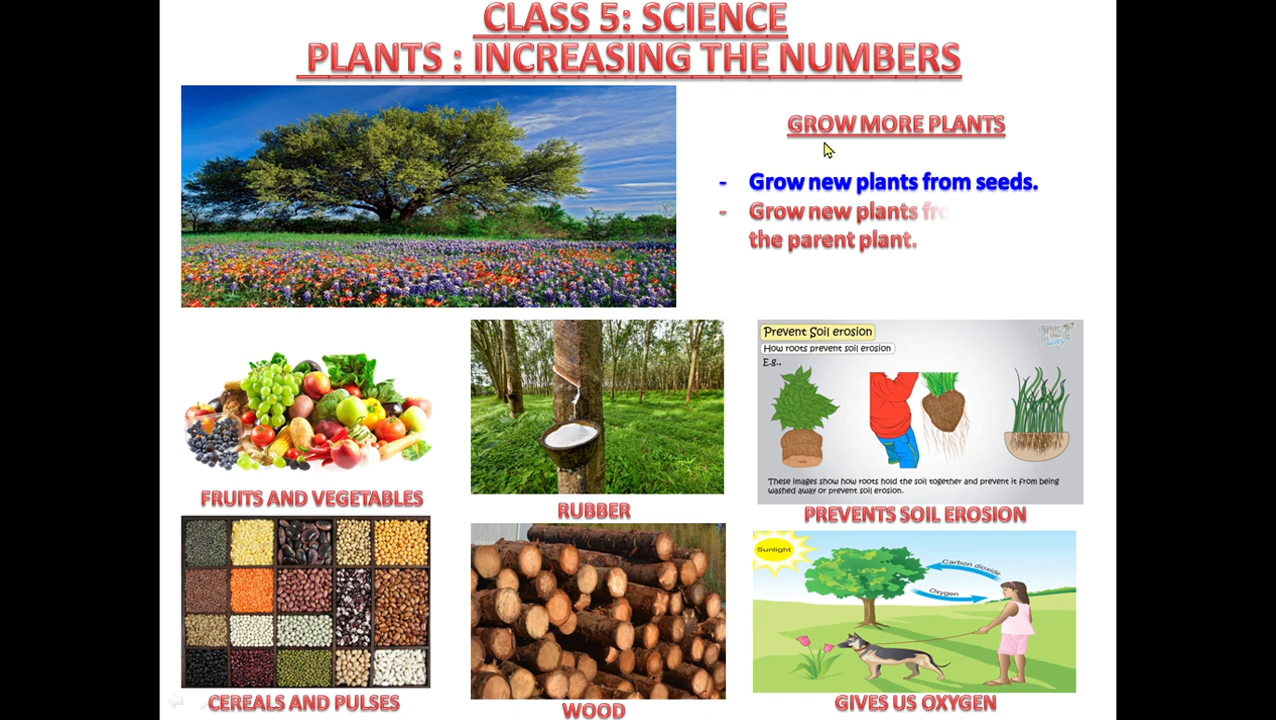 CLASS 5: SCIENCE
PLANTS : INCREASING THE NUMBERS
GROW MORE PLANTS
- Grow new plants from seeds.
- Grow new plants
the parent plant.
Prevent Soil erosion
How roots prevent soil erosion
E.g.,
These images show how roots hold the soil together and prevent it from being
washed away or prevent soil erosion.
FRUITS AND VEGETABLES
RUBBER
PREVENTS SOIL EROSION
Sunlight
Carbon dioxide
Oxygen
CEREALS AND PULSES
WOOD
GIVES US OXYGEN